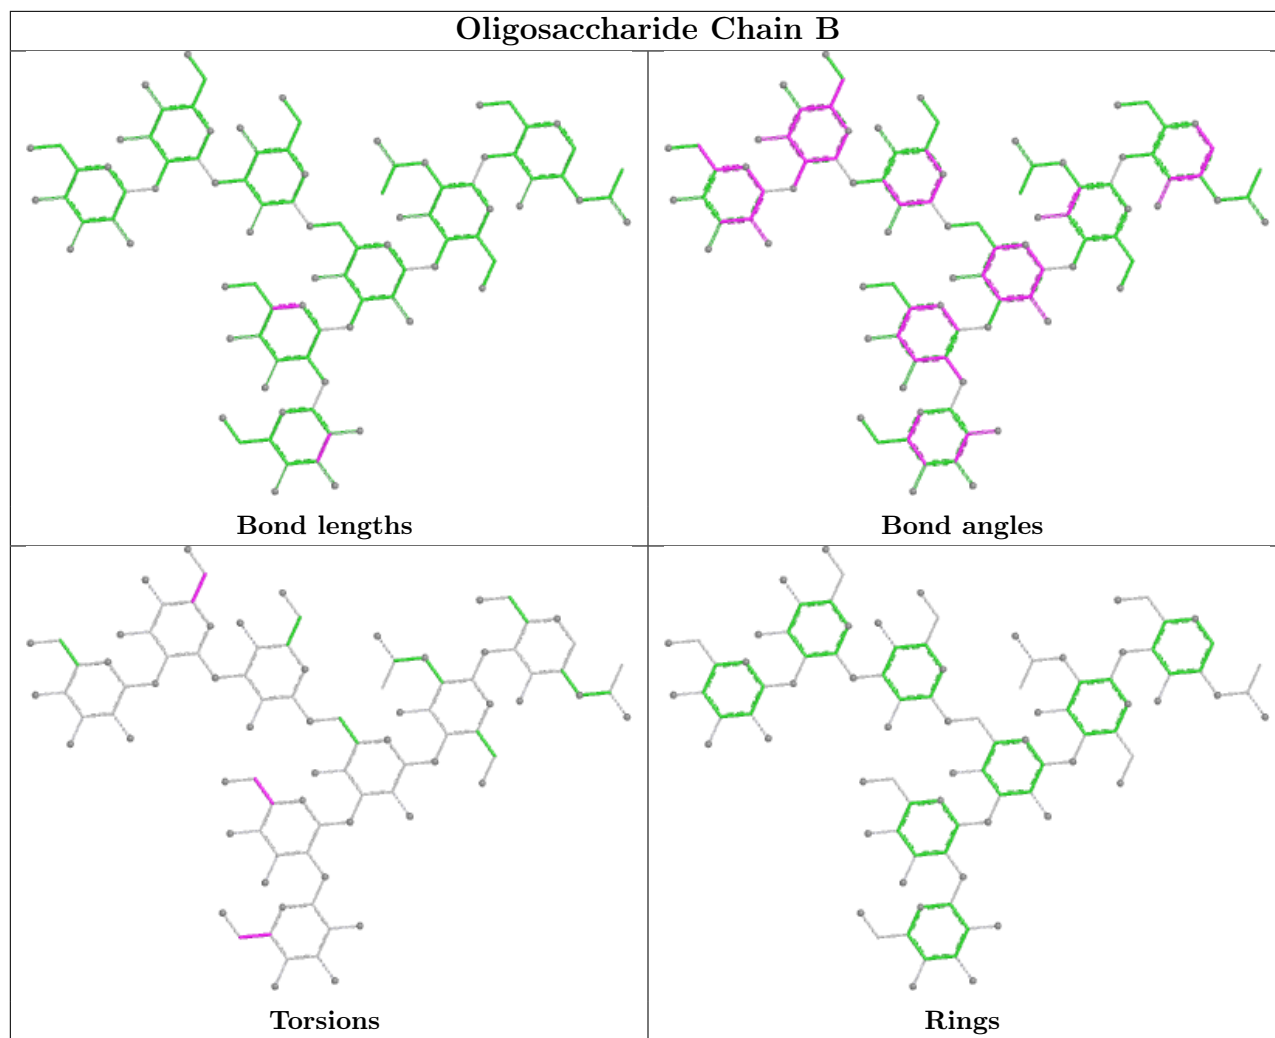 Oligosaccharide Chain B
Bond lengths
Bond angles
Torsions
Rings